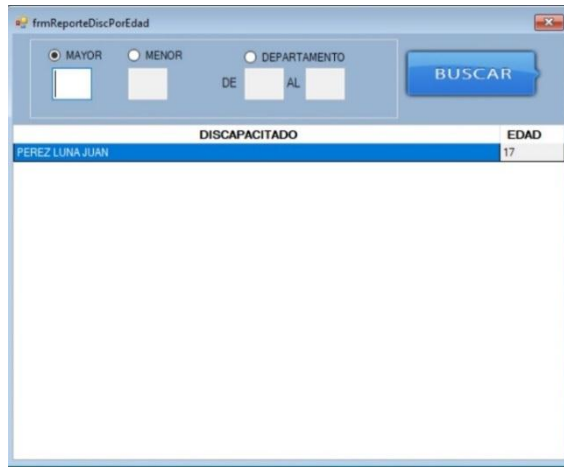 frmReporteDiscPorEdad
MAYOR MENOR DEPARTAMENTO
DE AL
BUSCAR
DISCAPACITADO EDAD
PEREZ LUNA JUAN 17